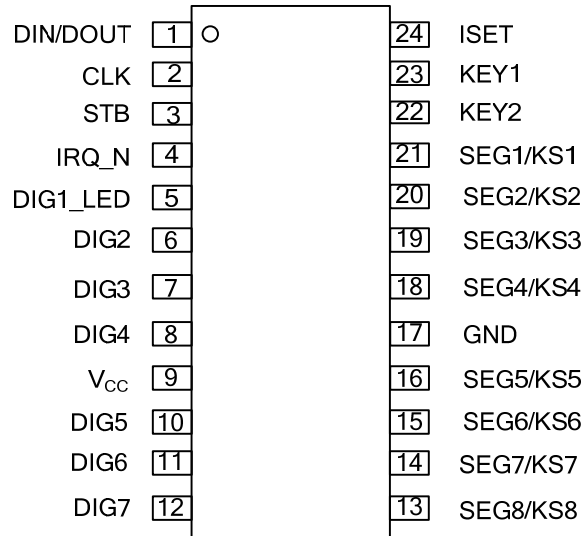 DIN/DOUT 1 24 ISET
CLK 2 23 KEY1
STB 3 22 KEY2
IRQ_N 4 21 SEG1/KS1
DIG1_LED 5 20 SEG2/KS2
DIG2 6 19 SEG3/KS3
DIG3 7 18 SEG4/KS4
DIG4 8 17 GND
VCC 9 16 SEG5/KS5
DIG5 10 15 SEG6/KS6
DIG6 11 14 SEG7/KS7
DIG7 12 13 SEG8/KS8